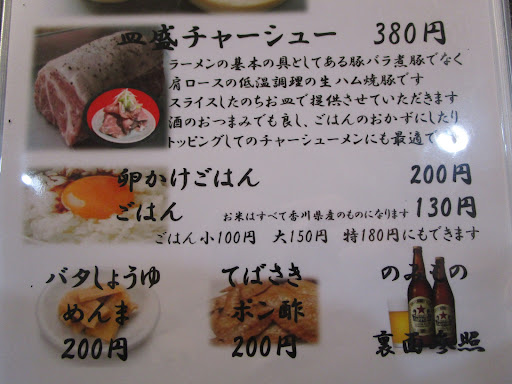 皿盛チャーシュー 380円
ラーメンの基本の具としてある豚バラ煮豚でなく
肩ロースの低温調理の生ハム焼豚です
スライスしたのちお皿で提供させていただきます
酒のおつまみでも良し、ごはんのおかずにしたり
トッピングしてのチャーシューメンにも最適です
卵かけごはん 200円
ごはん お米はすべて香川県産のものになります 130円
ごはん小100円 大150円 特180円にもできます
バタしょうゆ
めんま
200円
てばさき
ポン酢
200円
のみもの
裏面参照